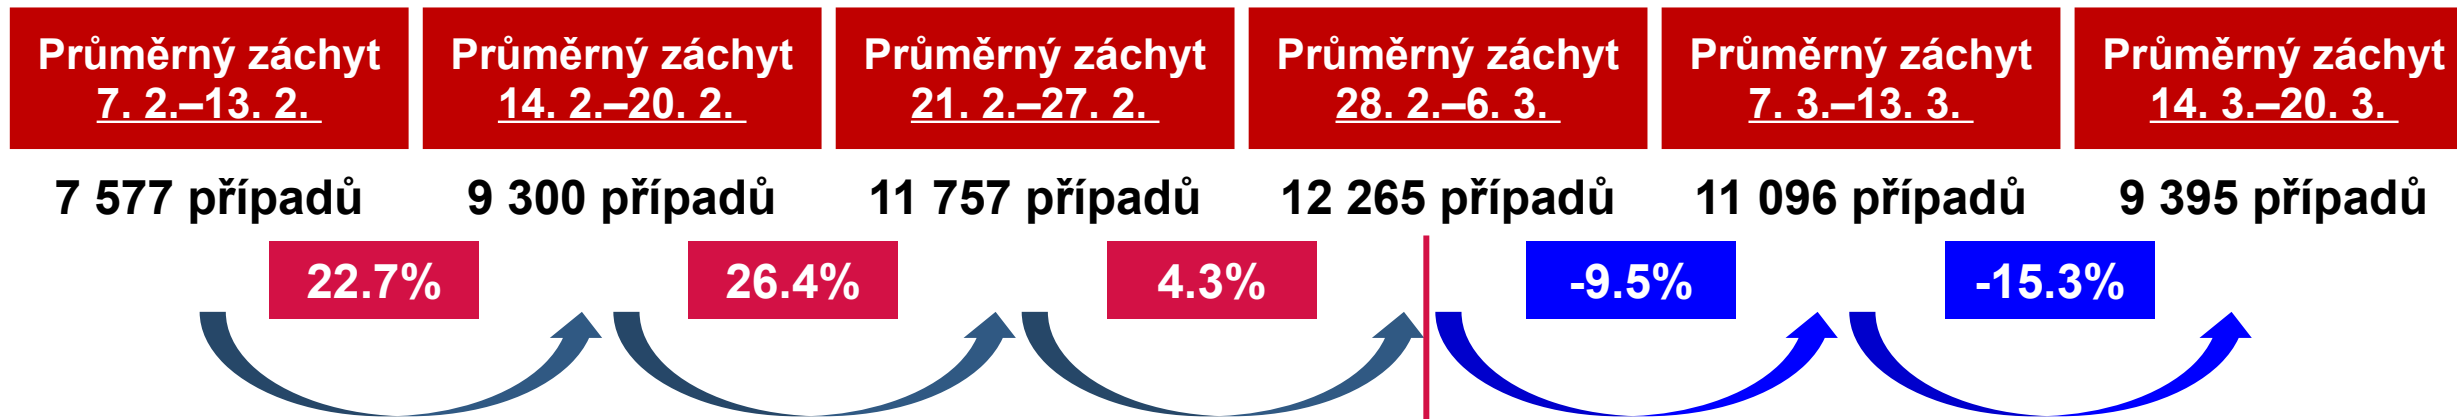 Průměrný záchyt
7. 2.–13. 2.
Průměrný záchyt
14. 2.–20. 2.
Průměrný záchyt
21. 2.–27. 2.
Průměrný záchyt
28. 2.–6. 3.
Průměrný záchyt
7. 3.–13. 3.
Průměrný záchyt
14. 3.–20. 3.
7 577 případů
9 300 případů
11 757 případů
12 265 případů
11 096 případů
9 395 případů
22.7%
26.4%
4.3%
-9.5%
-15.3%